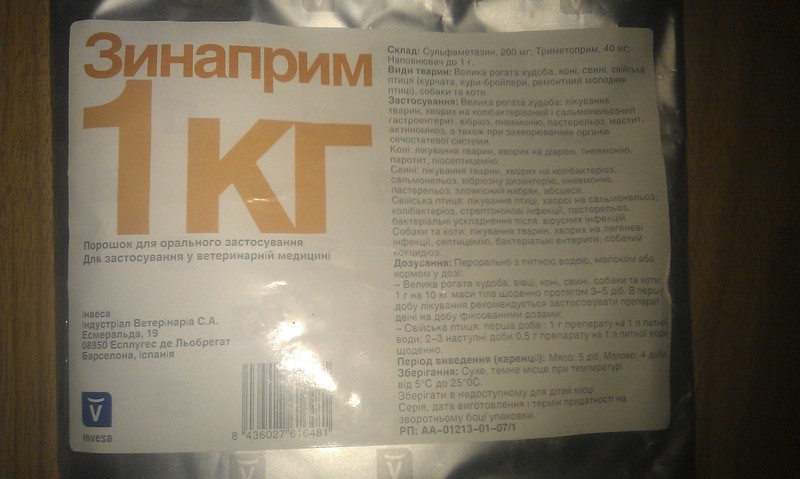 Зинаприм
1 кг
Порошок для орального застосування
Для застосування у ветеринарній медицині
Інвеса
Індустріал Ветерінарія С.А.
Есмеральда, 19
08950 Есплугес де Льобрегат
Барселона, Іспанія
invesa
8 436027 616481
Склад: Сульфаметазин, 200 мг; Триметоприм, 40 мг;
Наповнювач до 1 г.
Види тварин: Велика рогата худоба, коні, свині, свійська
птиця (курчата, кури-бройлери, ремонтний молодняк
птиці), собаки та коти.
Застосування: Велика рогата худоба: лікування
тварин, хворих на колібактеріозний і сальмонельозний
гастроентерит, вібріоз, пневмонію, пастерельоз, мастит,
актиномікоз, а також при захворюваннях органів
сечостатевої системи.
Коні: лікування тварин, хворих на діарею, пневмонію,
паротит, піосептицемію.
Свині: лікування тварин, хворих на колібактеріоз,
сальмонельоз, вібріозну дизентерію, пневмонію,
пастерельоз, злоякісний набряк, абсцеси.
Свійська птиця: лікування птиці, хворої на сальмонельоз,
колібактеріоз, стрептококові інфекції, пастерельоз,
бактеріальні ускладнення після вірусних інфекцій.
Собаки та коти: лікування тварин, хворих на легеневі
інфекції, септицемію, бактеріальні ентерити, собачий
кокцидіоз.
Дозування: Перорально з питною водою, молоком або
кормом у дозі:
– Велика рогата худоба, вівці, коні, свині, собаки та коти:
1 г на 10 кг маси тіла щоденно протягом 3–5 діб. В першу
добу лікування рекомендується застосовувати препарат
двічі на добу фіксованими дозами;
– Свійська птиця: перша доба : 1 г препарату на 1 л питної
води; 2–3 наступні доби 0,5 г препарату на 1 л питної води
щоденно.
Період виведення (каренції): Мясо: 5 діб. Молоко: 4 доби
Зберігання: Сухе, темне місце при температурі
від 5°C до 25°0C.
Зберігати в недоступному для дітей місці
Серія, дата виготовлення і термін придатності на
зворотньому боці упаковки.
РП: АА–01213–01–07/1